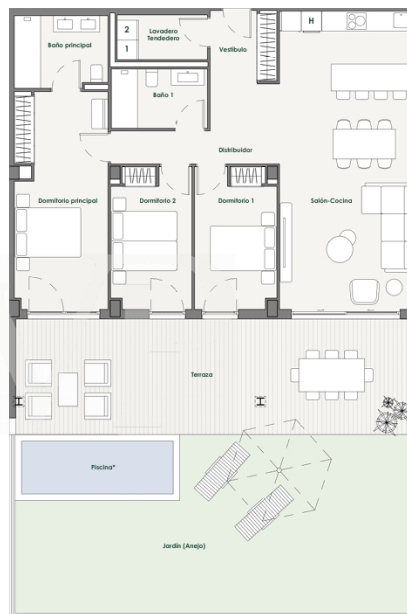 Baño principal
2
1
Lavadero
Tendedero
Vestíbulo
H
Baño 1
Distribuidor
Dormitorio principal
Dormitorio 2
Dormitorio 1
Salón-Cocina
Terraza
Piscina*
Jardín (Anejo)